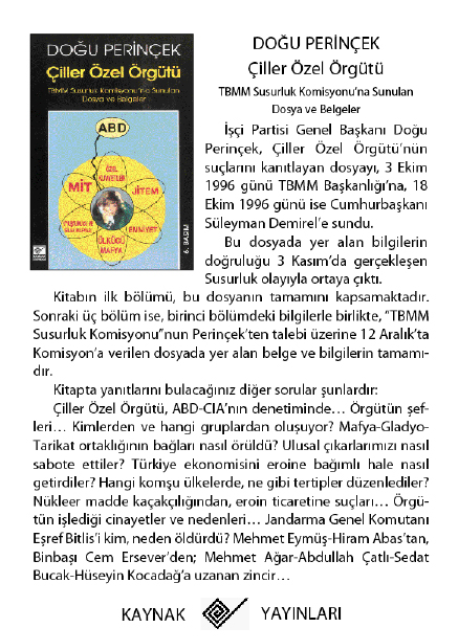 DOĞU PERİNÇEK
Çiller Özel Örgütü
TBMM Susurluk Komisyonu'na Sunulan
Dosya ve Belgeler
ABD
ÖZEL
KUVVETLER
MİT
JİTEM
EMNİYET
ÜLKÜCÜ
MAFYA
6. BASIM
DOĞU PERİNÇEK
Çiller Özel Örgütü
TBMM Susurluk Komisyonu'na Sunulan
Dosya ve Belgeler
İşçi Partisi Genel Başkanı Doğu
Perinçek, Çiller Özel Örgütü'nün
suçlarını kanıtlayan dosyayı, 3 Ekim
1996 günü TBMM Başkanlığı'na, 18
Ekim 1996 günü ise Cumhurbaşkanı
Süleyman Demirel'e sundu.
Bu dosyada yer alan bilgilerin
doğruluğu 3 Kasım'da gerçekleşen
Susurluk olayıyla ortaya çıktı.
Kitabın ilk bölümü, bu dosyanın tamamını kapsamaktadır.
Sonraki üç bölüm ise, birinci bölümdeki bilgilerle birlikte, "TBMM
Susurluk Komisyonu"nun Perinçek'ten talebi üzerine 12 Aralık'ta
Komisyon'a verilen dosyada yer alan belge ve bilgilerin tamamı-
dır.
Kitapta yanıtlarını bulacağınız diğer sorular şunlardır:
Çiller Özel Örgütü, ABD-CIA'nın denetiminde... Örgütün şef-
leri... Kimlerden ve hangi gruplardan oluşuyor? Mafya-Gladyo-
Tarikat ortaklığının bağları nasıl örüldü? Ulusal çıkarlarımızı nasıl
sabote ettiler? Türkiye ekonomisini eroine bağımlı hale nasıl
getirdiler? Hangi komşu ülkelerde, ne gibi tertipler düzenlediler?
Nükleer madde kaçakçılığından, eroin ticaretine suçları... Örgü-
tün işlediği cinayetler ve nedenleri... Jandarma Genel Komutanı
Eşref Bitlis'i kim, neden öldürdü? Mehmet Eymüş-Hiram Abas'tan,
Binbaşı Cem Ersever'den; Mehmet Ağar-Abdullah Çatlı-Sedat
Bucak-Hüseyin Kocadağ'a uzanan zincir...
KAYNAK YAYINLARI